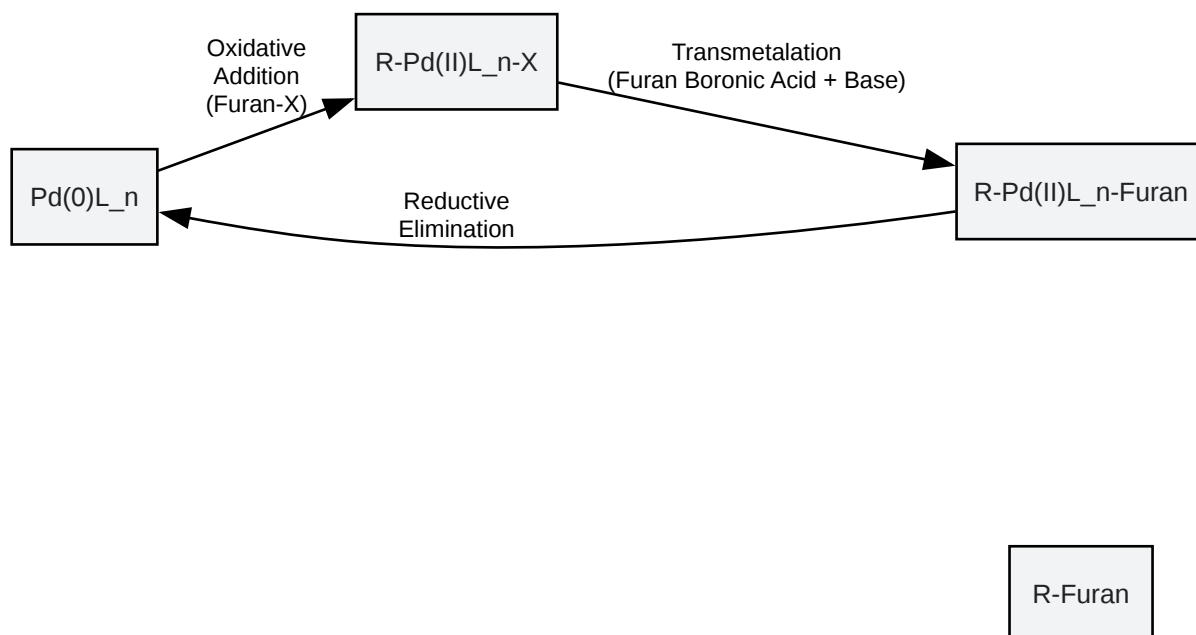 Oxidative
Addition
(Furan-X)
R-Pd(II)L_n-X
Transmetalation
(Furan Boronic Acid + Base)
Pd(0)L_n
Reductive
Elimination
R-Pd(II)L_n-Furan
R-Furan